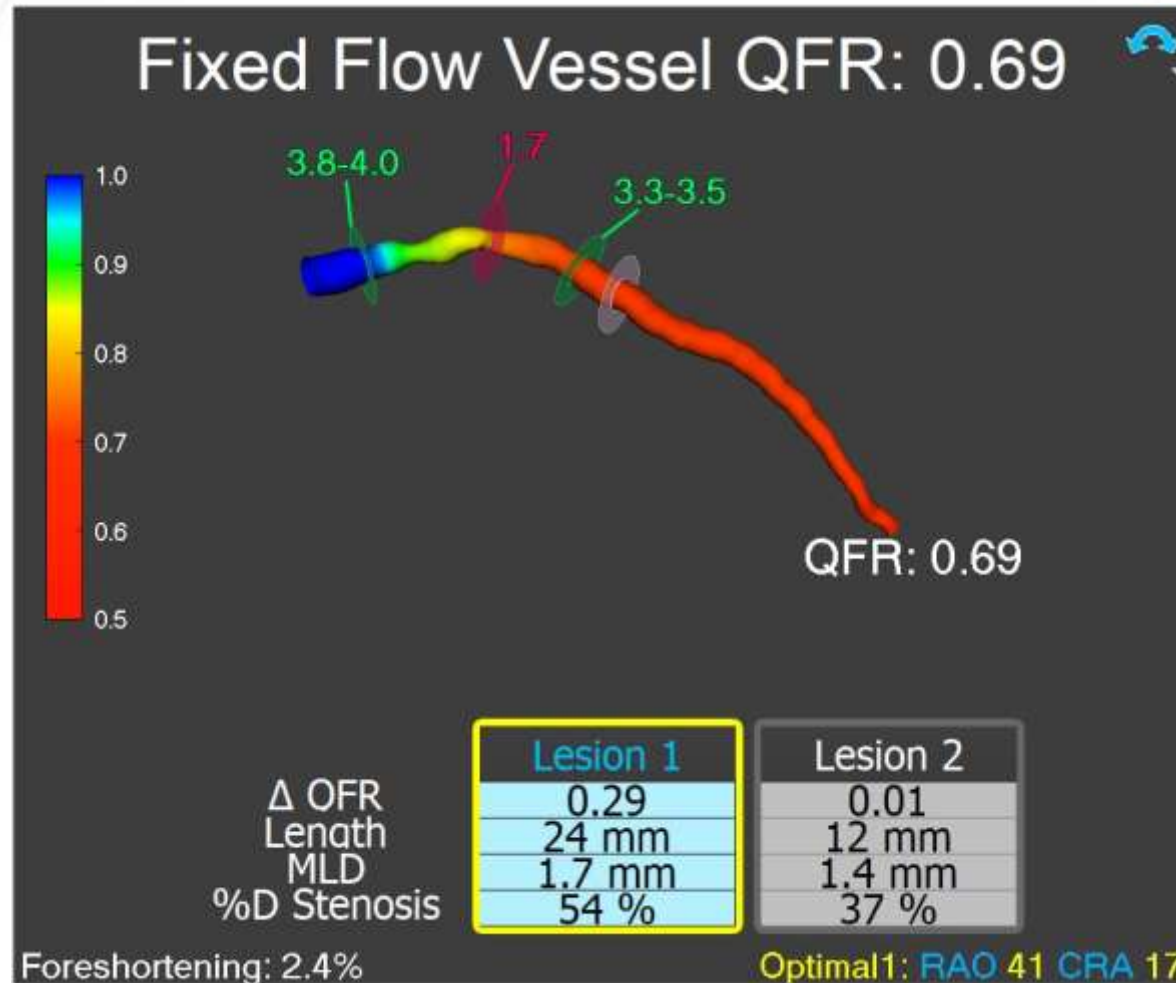 Fixed Flow Vessel QFR: 0.69
3.8-4.0
1.7
3.3-3.5
1.0
0.9
0.8
0.7
0.6
0.5
QFR: 0.69
Lesion 1 Lesion 2
Δ QFR 0.29 0.01
Length 24 mm 12 mm
MLD 1.7 mm 1.4 mm
%D Stenosis 54 % 37 %
Foreshortening: 2.4% Optimal1: RAO 41 CRA 17